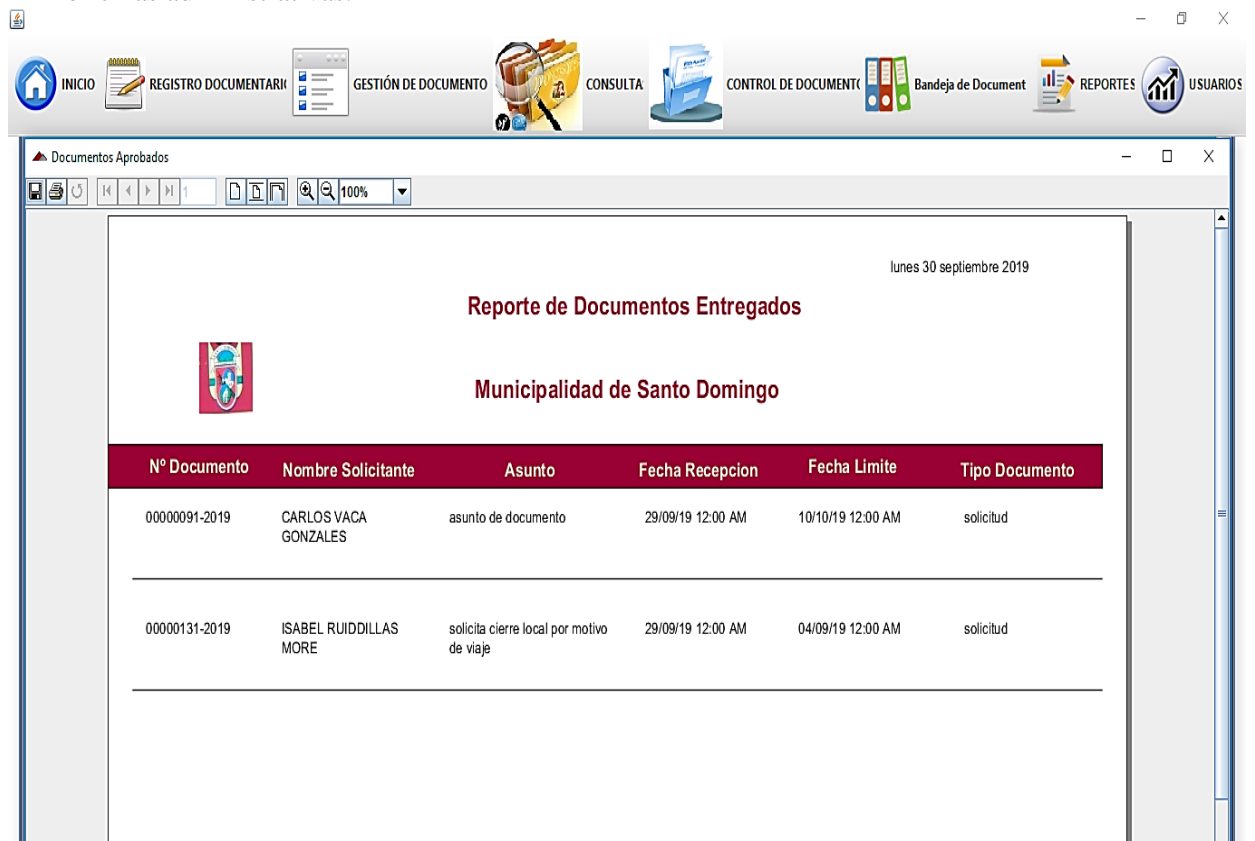 INICIO REGISTRO DOCUMENTARI GESTIÓN DE DOCUMENTO CONSULTA CONTROL DE DOCUMENT Bandeja de Document REPORTES USUARIOS
Documentos Aprobados
1 100%
lunes 30 septiembre 2019
Reporte de Documentos Entregados
Municipalidad de Santo Domingo
Nº Documento Nombre Solicitante Asunto Fecha Recepcion Fecha Limite Tipo Documento
00000091-2019 CARLOS VACA asunto de documento 29/09/19 12:00 AM 10/10/19 12:00 AM solicitud
GONZALES
00000131-2019 ISABEL RUIDDILLAS solicita cierre local por motivo 29/09/19 12:00 AM 04/09/19 12:00 AM solicitud
MORE de viaje